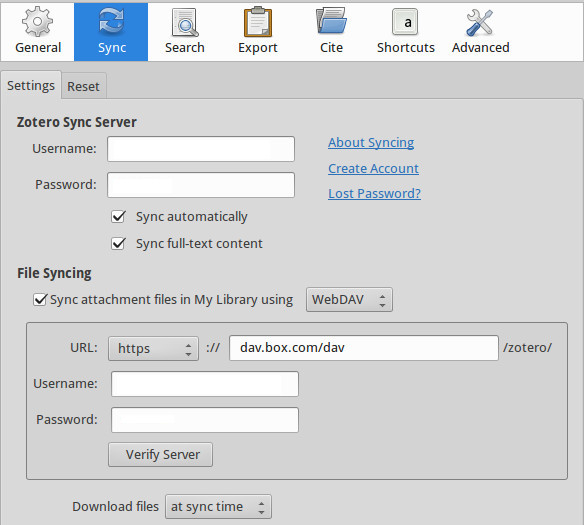 General Sync Search Export Cite Shortcuts Advanced
Settings Reset
Zotero Sync Server
Username:
About Syncing
Password:
Create Account
Lost Password?
Sync automatically
Sync full-text content
File Syncing
Sync attachment files in My Library using WebDAV
URL: https :// dav.box.com/dav /zotero/
Username:
Password:
Verify Server
Download files at sync time